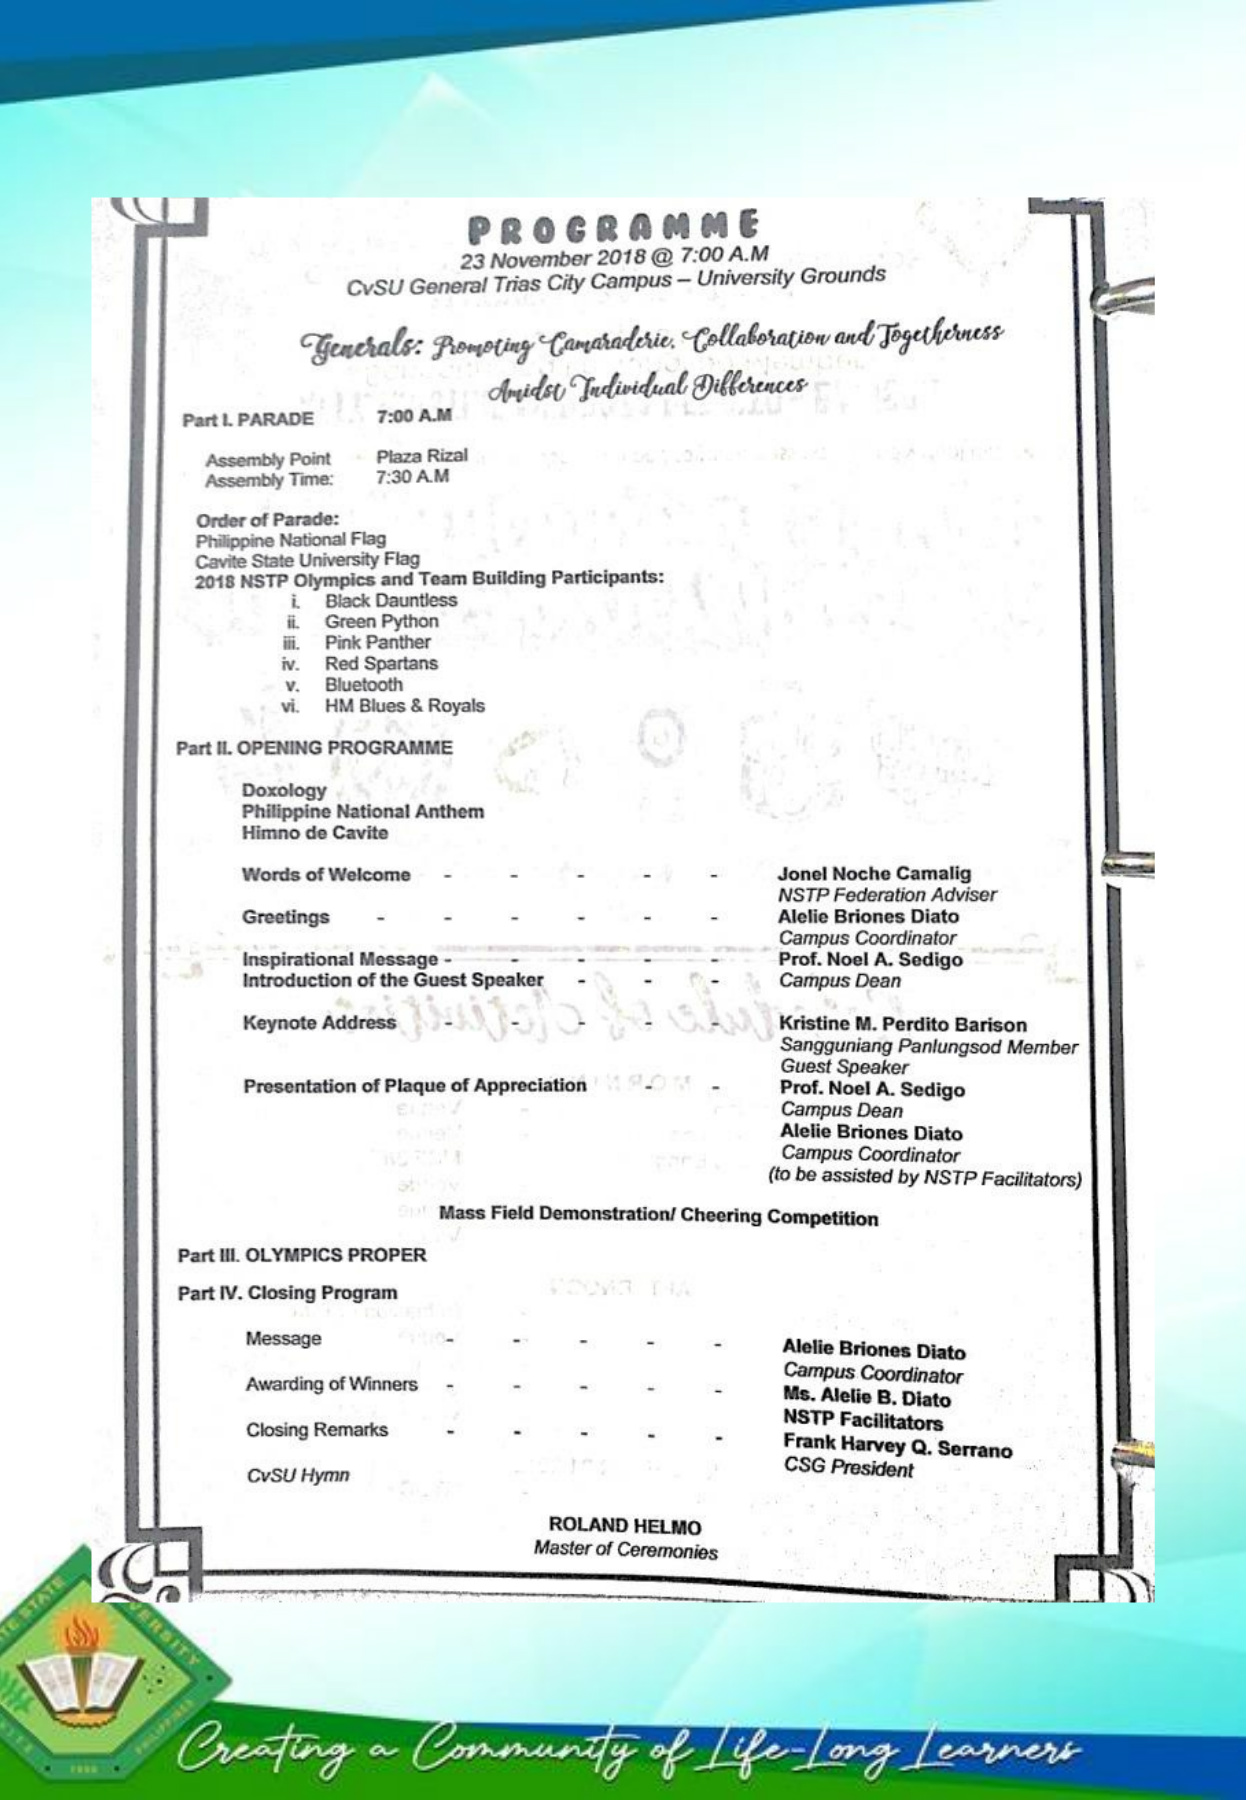 PROGRAMME
23 November 2018 @ 7:00 A.M
CvSU General Trias City Campus – University Grounds
Generals: Promoting Camaraderie, Collaboration and Togetherness
Amidst Individual Differences
Part I. PARADE 7:00 A.M
Assembly Point Plaza Rizal
Assembly Time: 7:30 A.M
Order of Parade:
Philippine National Flag
Cavite State University Flag
2018 NSTP Olympics and Team Building Participants:
i. Black Dauntless
ii. Green Python
iii. Pink Panther
iv. Red Spartans
v. Bluetooth
vi. HM Blues & Royals
Part II. OPENING PROGRAMME
Doxology
Philippine National Anthem
Himno de Cavite
Words of Welcome - - - - - Jonel Noche Camalig
NSTP Federation Adviser
Greetings - - - - - - Alelie Briones Diato
Campus Coordinator
Inspirational Message - - - - - Prof. Noel A. Sedigo
Introduction of the Guest Speaker - - - Campus Dean
Keynote Address - - - - - Kristine M. Perdito Barison
Sangguniang Panlungsod Member
Guest Speaker
Presentation of Plaque of Appreciation - - Prof. Noel A. Sedigo
Campus Dean
Alelie Briones Diato
Campus Coordinator
(to be assisted by NSTP Facilitators)
Mass Field Demonstration/ Cheering Competition
Part III. OLYMPICS PROPER
Part IV. Closing Program
Message - - - - - Alelie Briones Diato
Campus Coordinator
Awarding of Winners - - - - - Ms. Alelie B. Diato
NSTP Facilitators
Closing Remarks - - - - - Frank Harvey Q. Serrano
CSG President
CvSU Hymn
ROLAND HELMO
Master of Ceremonies
Creating a Community of Life-Long Learners